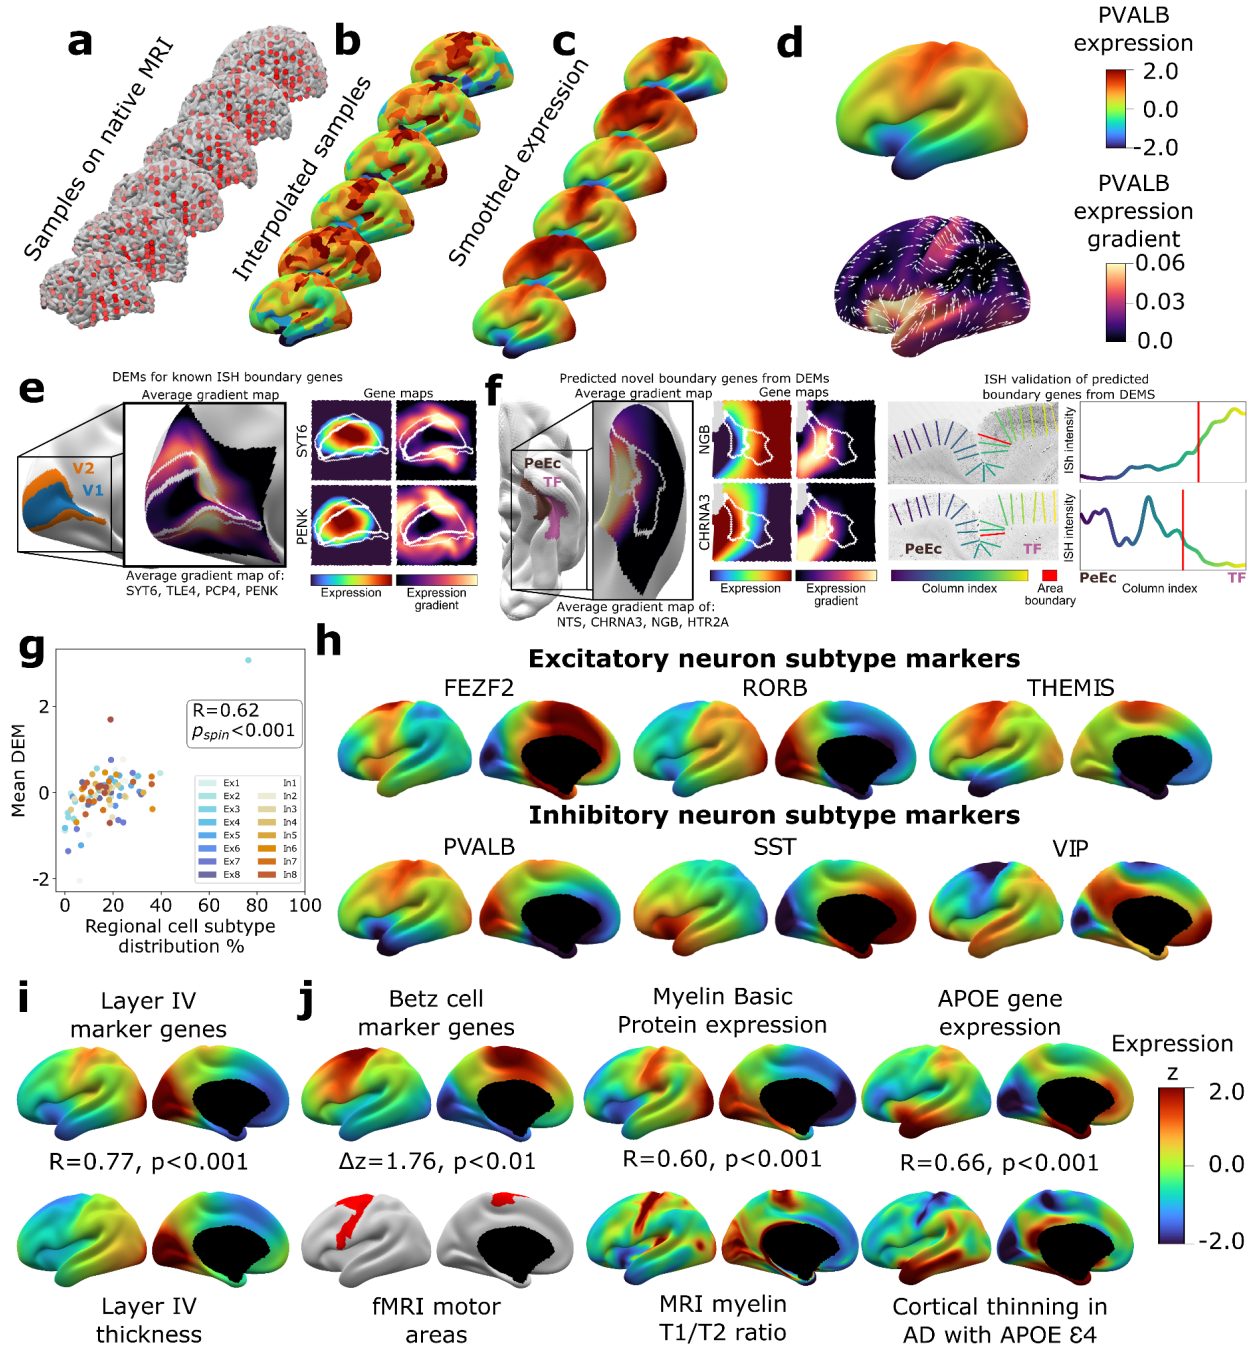 a
Samples on native MRI
b
Interpolated samples
c
Smoothed expression
d
PVALB
expression
2.0
0.0
-2.0
PVALB
expression
gradient
0.06
0.03
0.0
e
DEMs for known ISH boundary genes
Average gradient map
Gene maps
V2
V1
SYT6
PENK
Average gradient map of:
SYT6, TLE4, PCP4, PENK
Expression
Expression
gradient
f
Predicted novel boundary genes from DEMs
Average gradient map
Gene maps
ISH validation of predicted
boundary genes from DEMS
PeEc
TF
NGB
CHRNA3
Average gradient map of:
NTS, CHRNA3, NGB, HTR2A
Expression
Expression
gradient
PeEc
TF
Column index
Area
boundary
ISh intensity
ISH intensity
PeEc
TF
Column index
g
Mean DEM
2
0
-2
R=0.62
pspin<0.001
Ex1
Ex2
Ex3
Ex4
Ex5
Ex6
Ex7
Ex8
In1
In2
In3
In4
In5
In6
In7
In8
0
20
40
60
80
100
Regional cell subtype
distribution %
h
Excitatory neuron subtype markers
FEZF2
RORB
THEMIS
Inhibitory neuron subtype markers
PVALB
SST
VIP
i
Layer IV
marker genes
R=0.77, p<0.001
Layer IV
thickness
j
Betz cell
marker genes
Δz=1.76, p<0.01
fMRI motor
areas
Myelin Basic
Protein expression
R=0.60, p<0.001
MRI myelin
T1/T2 ratio
APOE gene
expression
R=0.66, p<0.001
Cortical thinning in
AD with APOE Ɛ4
Expression
z
2.0
0.0
-2.0